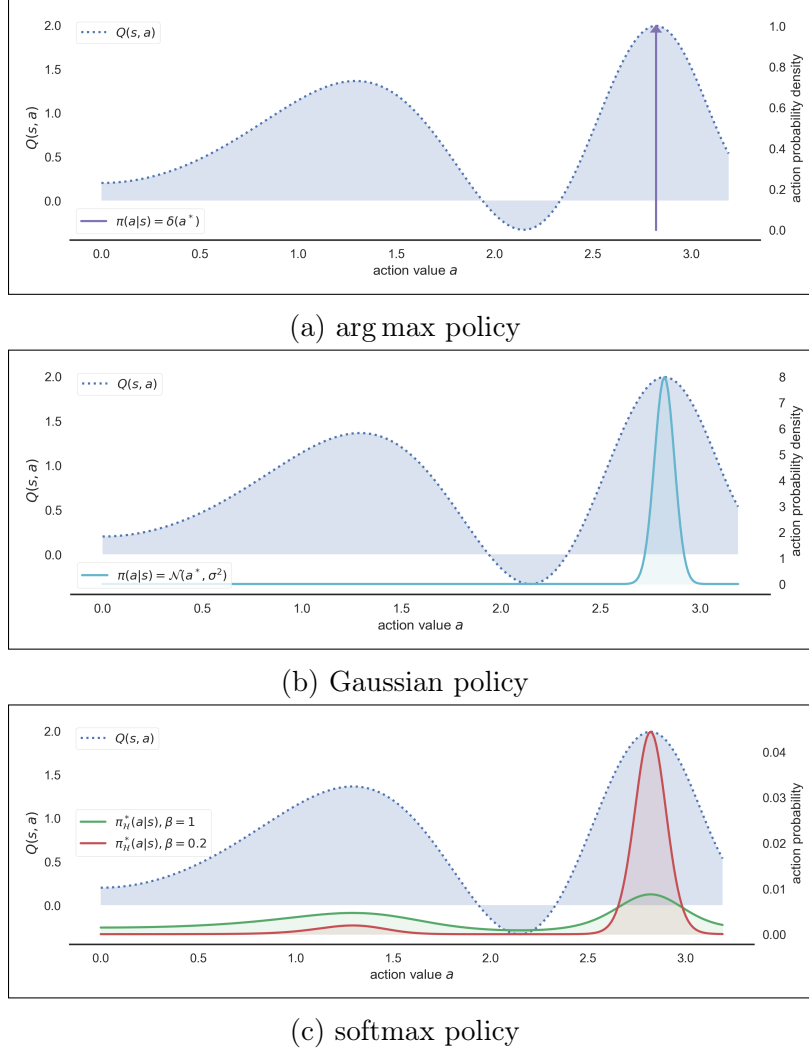 2.0
1.5
1.0
0.5
0.0
Q(s, a)
Q(s, a)
π(a|s) = δ(a*)
1.0
0.8
0.6
0.4
0.2
0.0
action probability density
0.0 0.5 1.0 1.5 2.0 2.5 3.0
action value a
(a) arg max policy
2.0
1.5
1.0
0.5
0.0
Q(s, a)
Q(s, a)
π(a|s) = 𝒩(a*, σ²)
8
7
6
5
4
3
2
1
0
action probability density
0.0 0.5 1.0 1.5 2.0 2.5 3.0
action value a
(b) Gaussian policy
2.0
1.5
1.0
0.5
0.0
Q(s, a)
Q(s, a)
π*_H(a|s), β = 1
π*_H(a|s), β = 0.2
0.04
0.03
0.02
0.01
0.00
action probability
0.0 0.5 1.0 1.5 2.0 2.5 3.0
action value a
(c) softmax policy